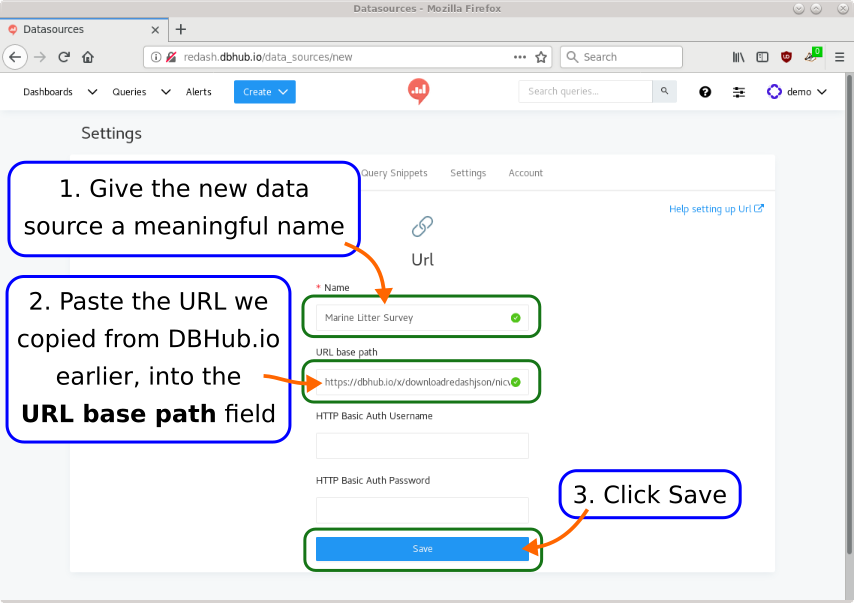 Datasources - Mozilla Firefox
Datasources
redash.dbhub.io/data_sources/new
Search
0
Dashboards
Queries
Alerts
Create
Search queries...
demo
Settings
Query Snippets
Settings
Account
Help setting up Url
Url
1. Give the new data
source a meaningful name
* Name
Marine Litter Survey
2. Paste the URL we
copied from DBHub.io
earlier, into the
URL base path field
URL base path
https://dbhub.io/x/downloadredashjson/nicv
HTTP Basic Auth Username
HTTP Basic Auth Password
3. Click Save
Save